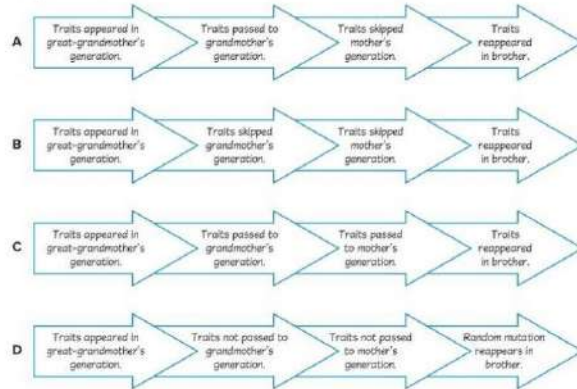 A
Traits appeared in
great-grandmother's
generation.
Traits passed to
grandmother's
generation.
Traits skipped
mother's
generation.
Traits
reappeared
in brother.
B
Traits appeared in
great-grandmother's
generation.
Traits skipped
grandmother's
generation.
Traits skipped
mother's
generation.
Traits
reappeared
in brother.
C
Traits appeared in
great-grandmother's
generation.
Traits passed to
grandmother's
generation.
Traits passed
to mother's
generation.
Traits
reappeared
in brother.
D
Traits appeared in
great-grandmother's
generation.
Traits not passed to
grandmother's
generation.
Traits not passed
to mother's
generation.
Random mutation
reappears in
brother.